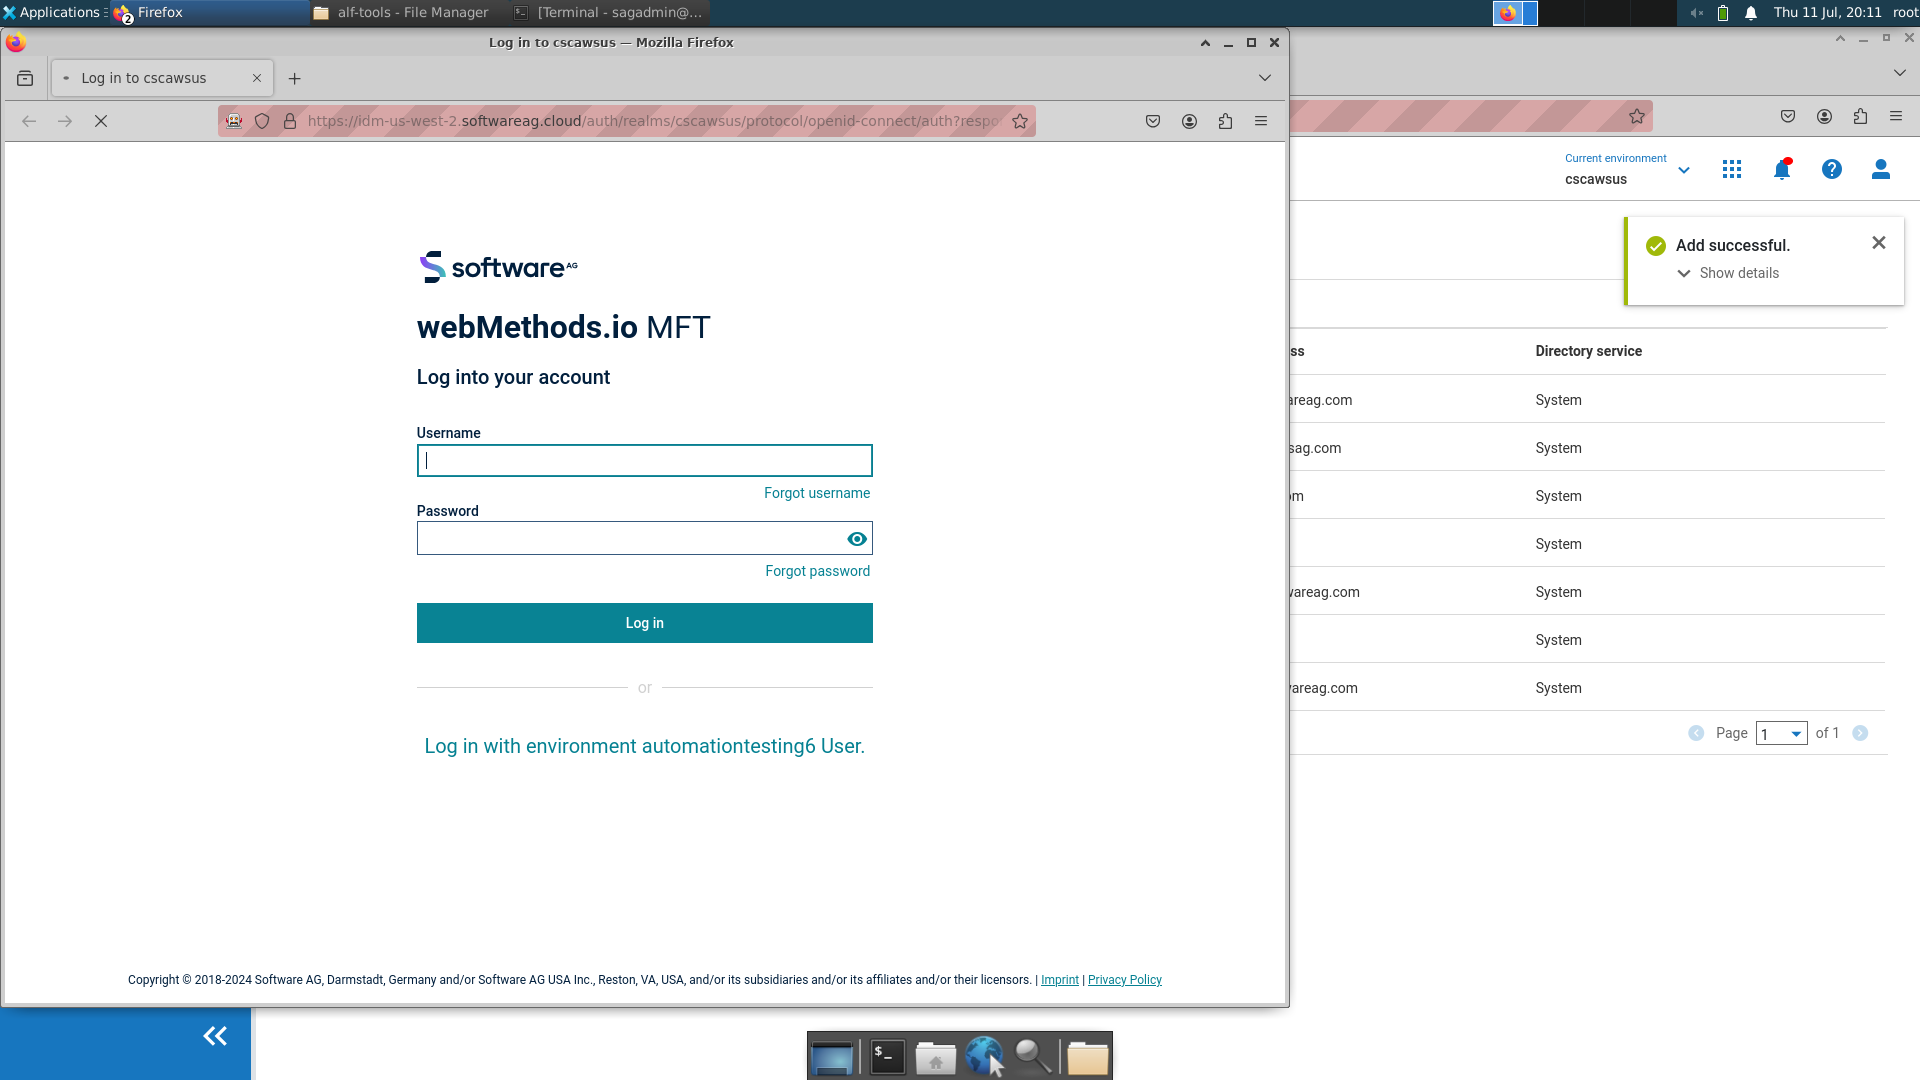 Applications
2
Firefox
alf-tools - File Manager
[Terminal - sagadmin@...
Thu 11 Jul, 20:11
root
Log in to cscawsus — Mozilla Firefox
Log in to cscawsus
https://idm-us-west-2.softwareag.cloud/auth/realms/cscawsus/protocol/openid-connect/auth?respo
software AG
webMethods.io MFT
Log into your account
Username
Forgot username
Password
Forgot password
Log in
or
Log in with environment automationtesting6 User.
Copyright © 2018-2024 Software AG, Darmstadt, Germany and/or Software AG USA Inc., Reston, VA, USA, and/or its subsidiaries and/or its affiliates and/or their licensors. | Imprint | Privacy Policy
Current environment
cscawsus
Add successful.
Show details
ss
Directory service
areag.com
System
sag.com
System
om
System
System
wareag.com
System
System
vareag.com
System
Page 1 of 1
$_